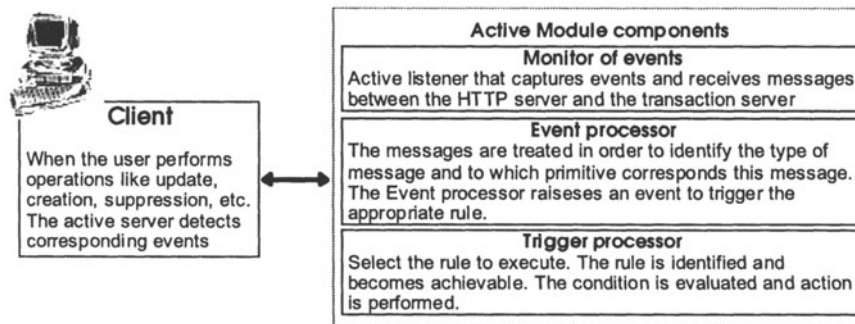 Client
When the user performs
operations like update,
creation, suppression, etc.
The active server detects
corresponding events
Active Module components
Monitor of events
Active listener that captures events and receives messages
between the HTTP server and the transaction server
Event processor
The messages are treated in order to identify the type of
message and to which primitive corresponds this message.
The Event processor raiseses an event to trigger the
appropriate rule.
Trigger processor
Select the rule to execute. The rule is identified and
becomes achievable. The condition is evaluated and action
is performed.